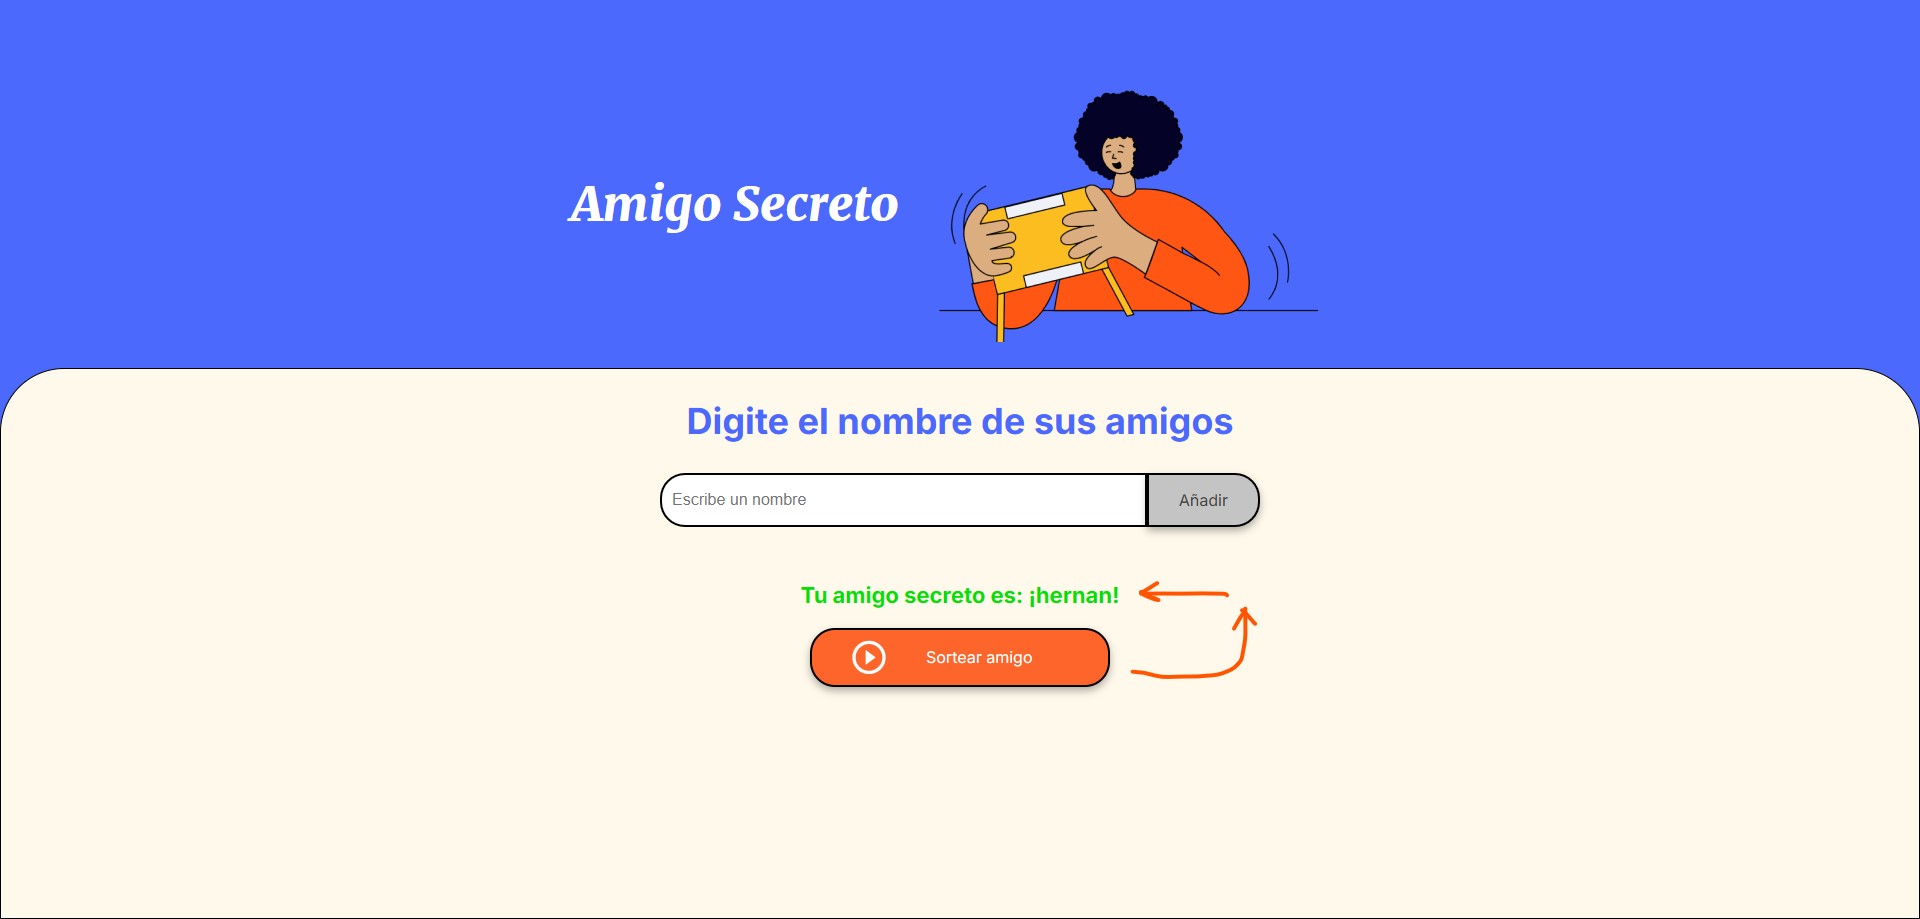 Amigo Secreto
Digite el nombre de sus amigos
Escribe un nombre
Añadir
Tu amigo secreto es: ¡hernan!
Sortear amigo